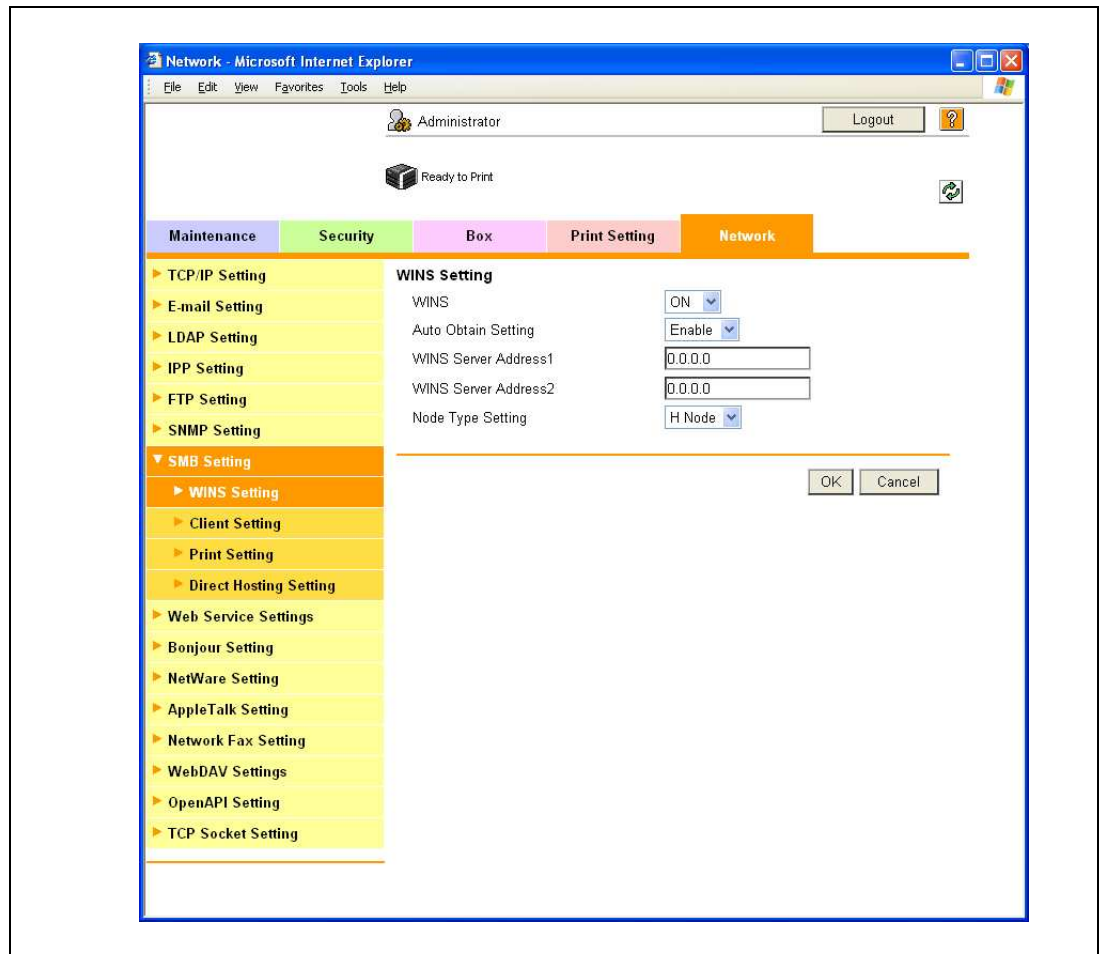 Network - Microsoft Internet Explorer
File Edit View Favorites Tools Help
Administrator
Logout
?
Ready to Print
Maintenance Security Box Print Setting Network
TCP/IP Setting
E-mail Setting
LDAP Setting
IPP Setting
FTP Setting
SNMP Setting
SMB Setting
WINS Setting
Client Setting
Print Setting
Direct Hosting Setting
Web Service Settings
Bonjour Setting
NetWare Setting
AppleTalk Setting
Network Fax Setting
WebDAV Settings
OpenAPI Setting
TCP Socket Setting
WINS Setting
WINS ON
Auto Obtain Setting Enable
WINS Server Address1 0.0.0.0
WINS Server Address2 0.0.0.0
Node Type Setting H Node
OK Cancel